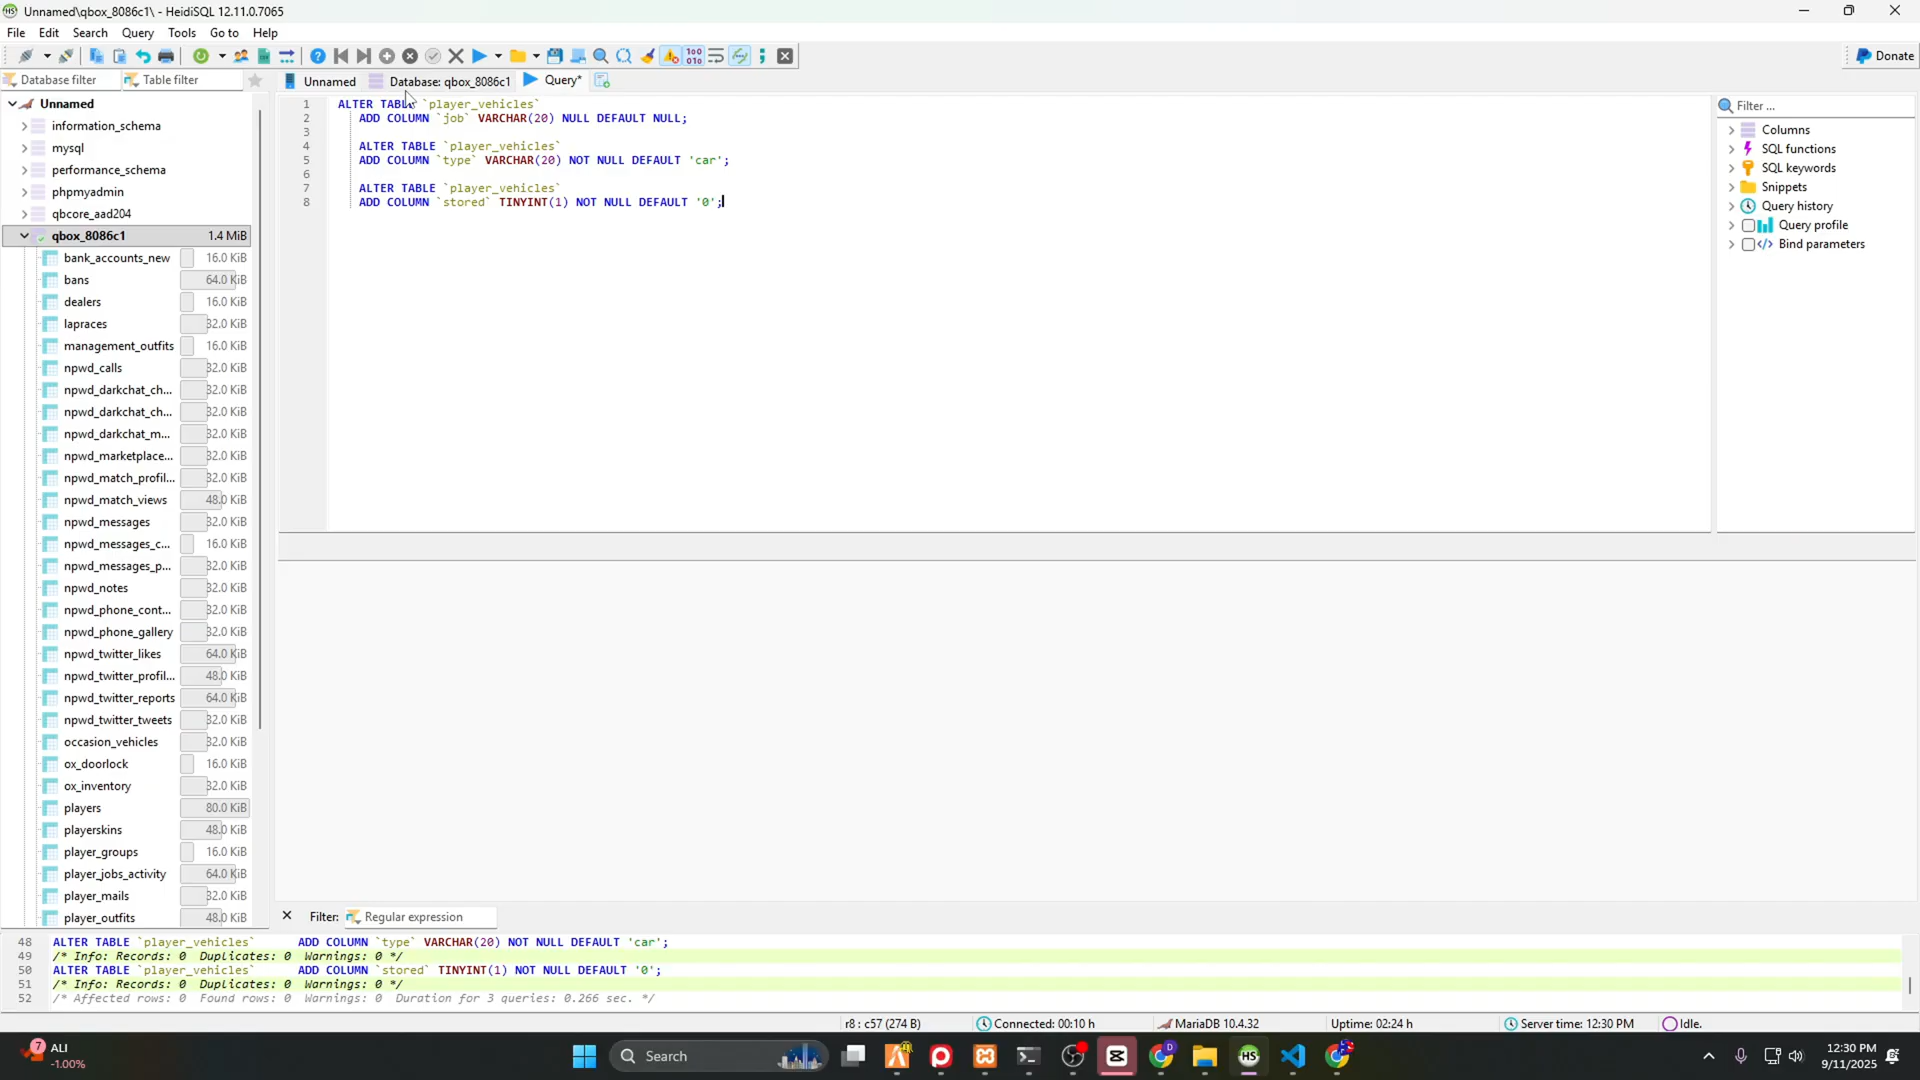 Unnamed\qbox_8086c1\ - HeidiSQL 12.11.0.7065
File Edit Search Query Tools Go to Help
Donate
Database filter Table filter Unnamed Database: qbox_8086c1 Query*
Unnamed
information_schema
mysql
performance_schema
phpmyadmin
qbcore_aad204
qbox_8086c1 1.4 MiB
bank_accounts_new 16.0 KiB
bans 64.0 KiB
dealers 16.0 KiB
lapraces 32.0 KiB
management_outfits 16.0 KiB
npwd_calls 32.0 KiB
npwd_darkchat_ch... 32.0 KiB
npwd_darkchat_ch... 32.0 KiB
npwd_darkchat_m... 32.0 KiB
npwd_marketplace... 32.0 KiB
npwd_match_profil... 32.0 KiB
npwd_match_views 48.0 KiB
npwd_messages 32.0 KiB
npwd_messages_c... 16.0 KiB
npwd_messages_p... 32.0 KiB
npwd_notes 32.0 KiB
npwd_phone_cont... 32.0 KiB
npwd_phone_gallery 32.0 KiB
npwd_twitter_likes 64.0 KiB
npwd_twitter_profil... 48.0 KiB
npwd_twitter_reports 64.0 KiB
npwd_twitter_tweets 32.0 KiB
occasion_vehicles 32.0 KiB
ox_doorlock 16.0 KiB
ox_inventory 32.0 KiB
players 80.0 KiB
playerskins 48.0 KiB
player_groups 16.0 KiB
player_jobs_activity 64.0 KiB
player_mails 32.0 KiB
player_outfits 48.0 KiB
1 ALTER TABLE `player_vehicles`
2 ADD COLUMN `job` VARCHAR(20) NULL DEFAULT NULL;
3
4 ALTER TABLE `player_vehicles`
5 ADD COLUMN `type` VARCHAR(20) NOT NULL DEFAULT 'car';
6
7 ALTER TABLE `player_vehicles`
8 ADD COLUMN `stored` TINYINT(1) NOT NULL DEFAULT '0';
Filter ...
Columns
SQL functions
SQL keywords
Snippets
Query history
Query profile
Bind parameters
Filter: Regular expression
48 ALTER TABLE `player_vehicles` ADD COLUMN `type` VARCHAR(20) NOT NULL DEFAULT 'car';
49 /* Info: Records: 0 Duplicates: 0 Warnings: 0 */
50 ALTER TABLE `player_vehicles` ADD COLUMN `stored` TINYINT(1) NOT NULL DEFAULT '0';
51 /* Info: Records: 0 Duplicates: 0 Warnings: 0 */
52 /* Affected rows: 0 Found rows: 0 Warnings: 0 Duration for 3 queries: 0.266 sec. */
r8 : c57 (274 B) Connected: 00:10 h MariaDB 10.4.32 Uptime: 02:24 h Server time: 12:30 PM Idle.
7 ALI
-1.00%
Search
12:30 PM
9/11/2025